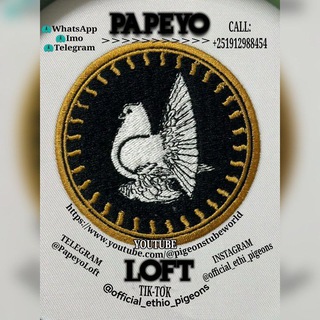 WhatsApp
Imo
Telegram
PAPEYO
>>>>>>>>>>>
CALL:
+251912988454
https://www.youtube.com/@pigeonstubeworld
YOUTUBE
TELEGRAM
@PapeyoLoft
LOFT
INSTAGRAM
@official_ethi_pigeons
TIK-TOK
@official_ethio_pigeons